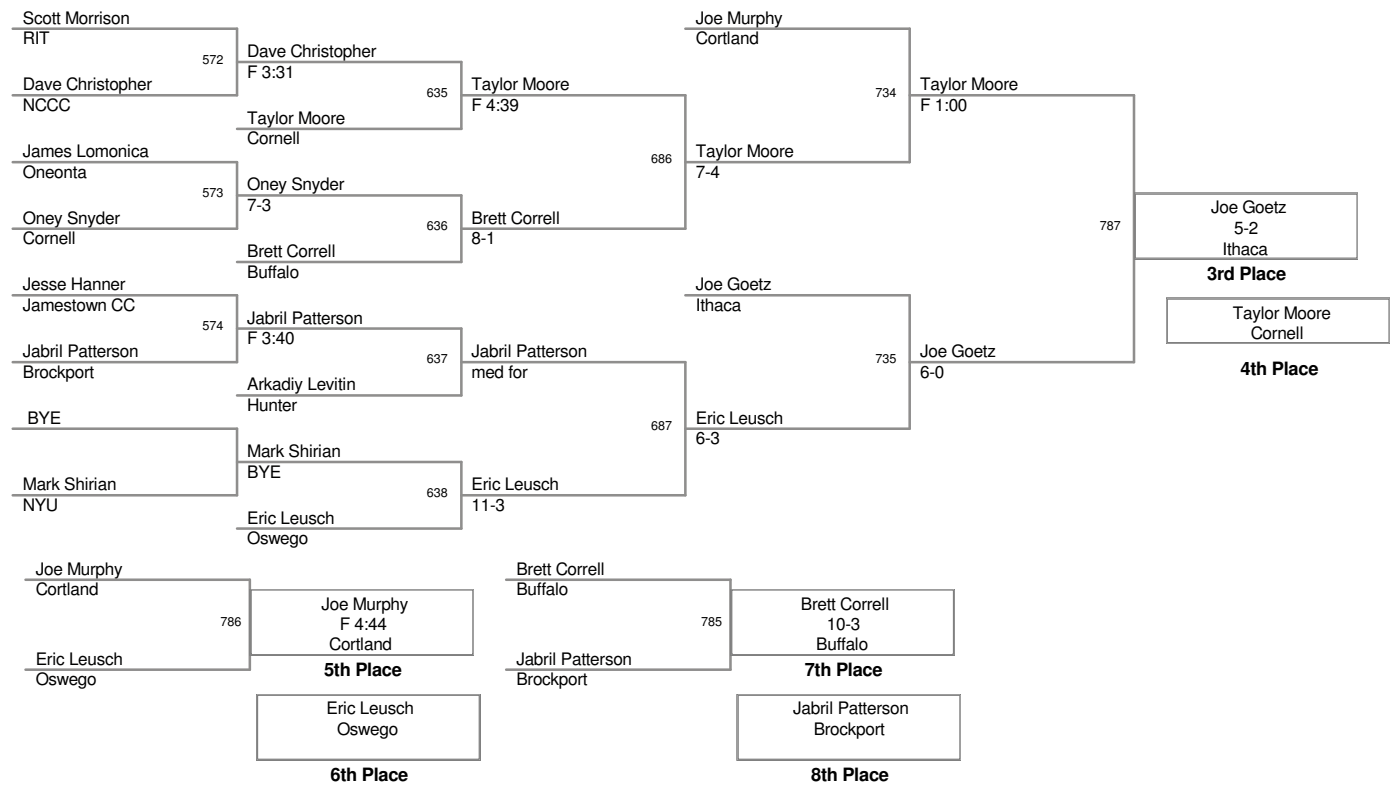 Scott Morrison
RIT
572
Dave Christopher
NCCC
Dave Christopher
F 3:31
635
Taylor Moore
Cornell
James Lomonica
Oneonta
573
Oney Snyder
Cornell
Oney Snyder
7-3
636
Brett Correll
Buffalo
Jesse Hanner
Jamestown CC
574
Jabril Patterson
Brockport
Jabril Patterson
F 3:40
637
Arkadiy Levitin
Hunter
BYE
Mark Shirian
NYU
Mark Shirian
BYE
638
Eric Leusch
Oswego
Taylor Moore
F 4:39
686
Brett Correll
8-1
Jabril Patterson
med for
687
Eric Leusch
11-3
Joe Murphy
Cortland
734
Taylor Moore
7-4
Joe Goetz
Ithaca
735
Eric Leusch
6-3
Taylor Moore
F 1:00
787
Joe Goetz
6-0
Joe Goetz
5-2
Ithaca
3rd Place
Taylor Moore
Cornell
4th Place
Joe Murphy
Cortland
786
Eric Leusch
Oswego
Joe Murphy
F 4:44
Cortland
5th Place
Eric Leusch
Oswego
6th Place
Brett Correll
Buffalo
785
Jabril Patterson
Brockport
Brett Correll
10-3
Buffalo
7th Place
Jabril Patterson
Brockport
8th Place